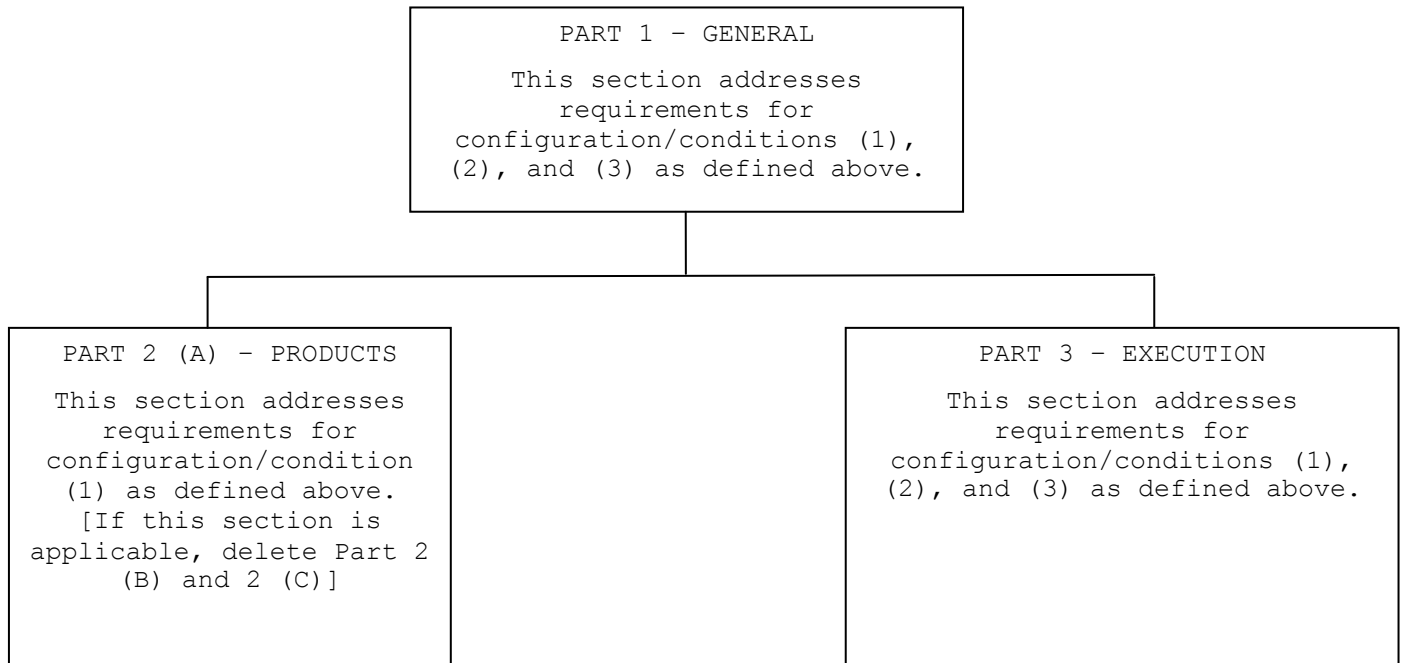 PART 1 – GENERAL
This section addresses
requirements for
configuration/conditions (1),
(2), and (3) as defined above.
PART 2 (A) – PRODUCTS
This section addresses
requirements for
configuration/condition
(1) as defined above.
[If this section is
applicable, delete Part 2
(B) and 2 (C)]
PART 3 – EXECUTION
This section addresses
requirements for
configuration/conditions (1),
(2), and (3) as defined above.